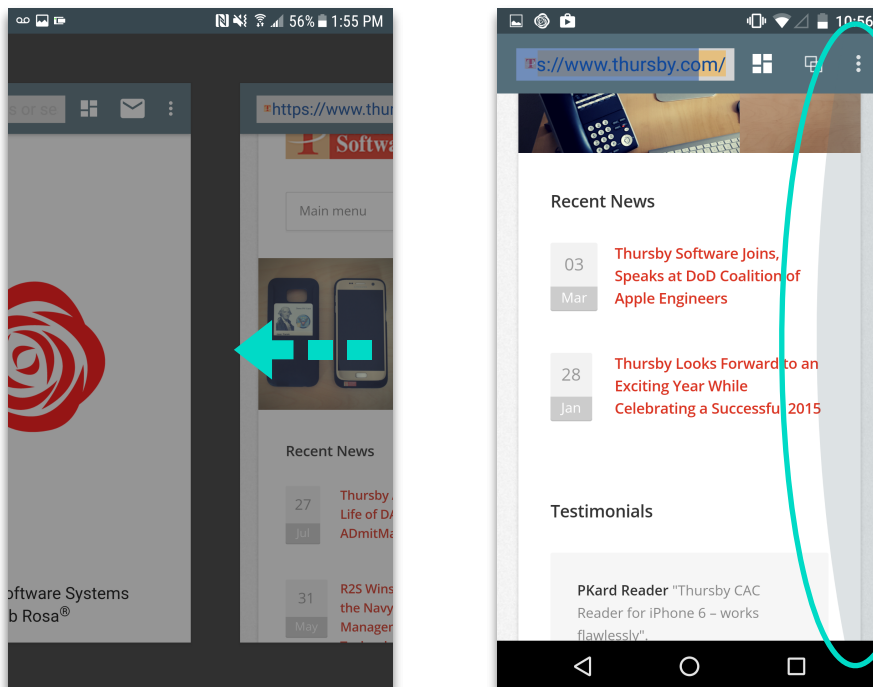 56% 1:55 PM
s or se
https://www.thur
Softwa
Main menu
Recent News
27
Jul
Thursby
Life of DA
ADmitMa
31
May
R2S Wins
the Navy
Manager
oftware Systems
b Rosa®
10:56
s://www.thursby.com/
Recent News
03
Mar
Thursby Software Joins,
Speaks at DoD Coalition of
Apple Engineers
28
Jan
Thursby Looks Forward to an
Exciting Year While
Celebrating a Successful 2015
Testimonials
PKard Reader "Thursby CAC
Reader for iPhone 6 – works
flawlessly".